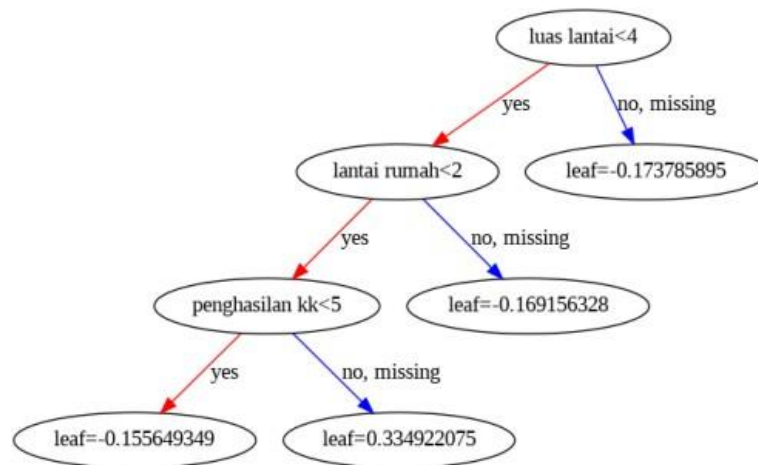 luas lantai<4
yes
no, missing
lantai rumah<2
leaf=-0.173785895
yes
no, missing
penghasilan kk<5
leaf=-0.169156328
yes
no, missing
leaf=-0.155649349
leaf=0.334922075